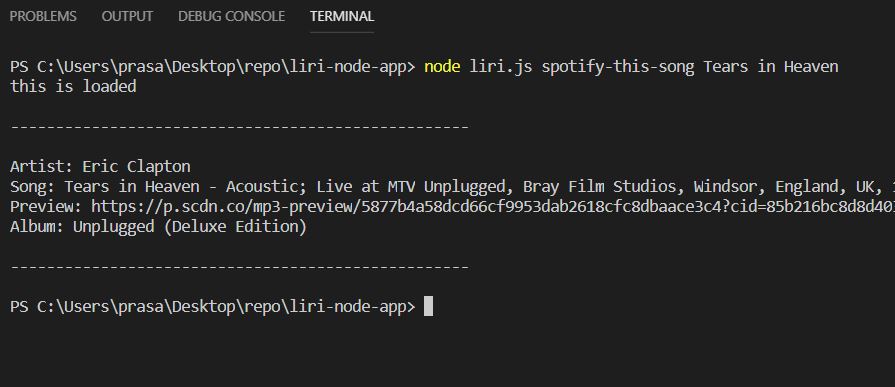 PROBLEMS OUTPUT DEBUG CONSOLE TERMINAL
PS C:\Users\prasa\Desktop\repo\liri-node-app> node liri.js spotify-this-song Tears in Heaven
this is loaded
---------------------------------------------------
Artist: Eric Clapton
Song: Tears in Heaven - Acoustic; Live at MTV Unplugged, Bray Film Studios, Windsor, England, UK,
Preview: https://p.scdn.co/mp3-preview/5877b4a58dcd66cf9953dab2618cfc8dbaace3c4?cid=85b216bc8d8d40
Album: Unplugged (Deluxe Edition)
---------------------------------------------------
PS C:\Users\prasa\Desktop\repo\liri-node-app>